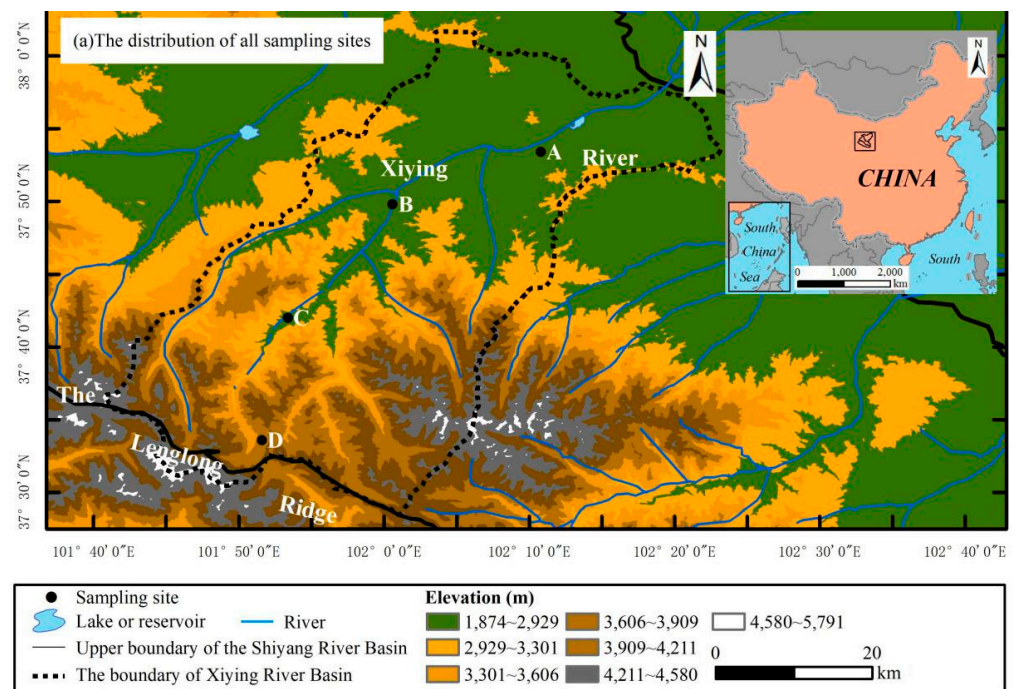 (a)The distribution of all sampling sites
N
N
CHINA
South
China
Sea
South
0 1,000 2,000
km
38° 0′ 0″N
37° 50′ 0″N
37° 40′ 0″N
37° 30′ 0″N
A
River
Xiying
B
C
The
D
Lenglong
Ridge
101° 40′ 0″E 101° 50′ 0″E 102° 0′ 0″E 102° 10′ 0″E 102° 20′ 0″E 102° 30′ 0″E 102° 40′ 0″E
Sampling site
Lake or reservoir
River
Upper boundary of the Shiyang River Basin
The boundary of Xiying River Basin
Elevation (m)
1,874~2,929 3,606~3,909 4,580~5,791
2,929~3,301 3,909~4,211
3,301~3,606 4,211~4,580
0 20
km